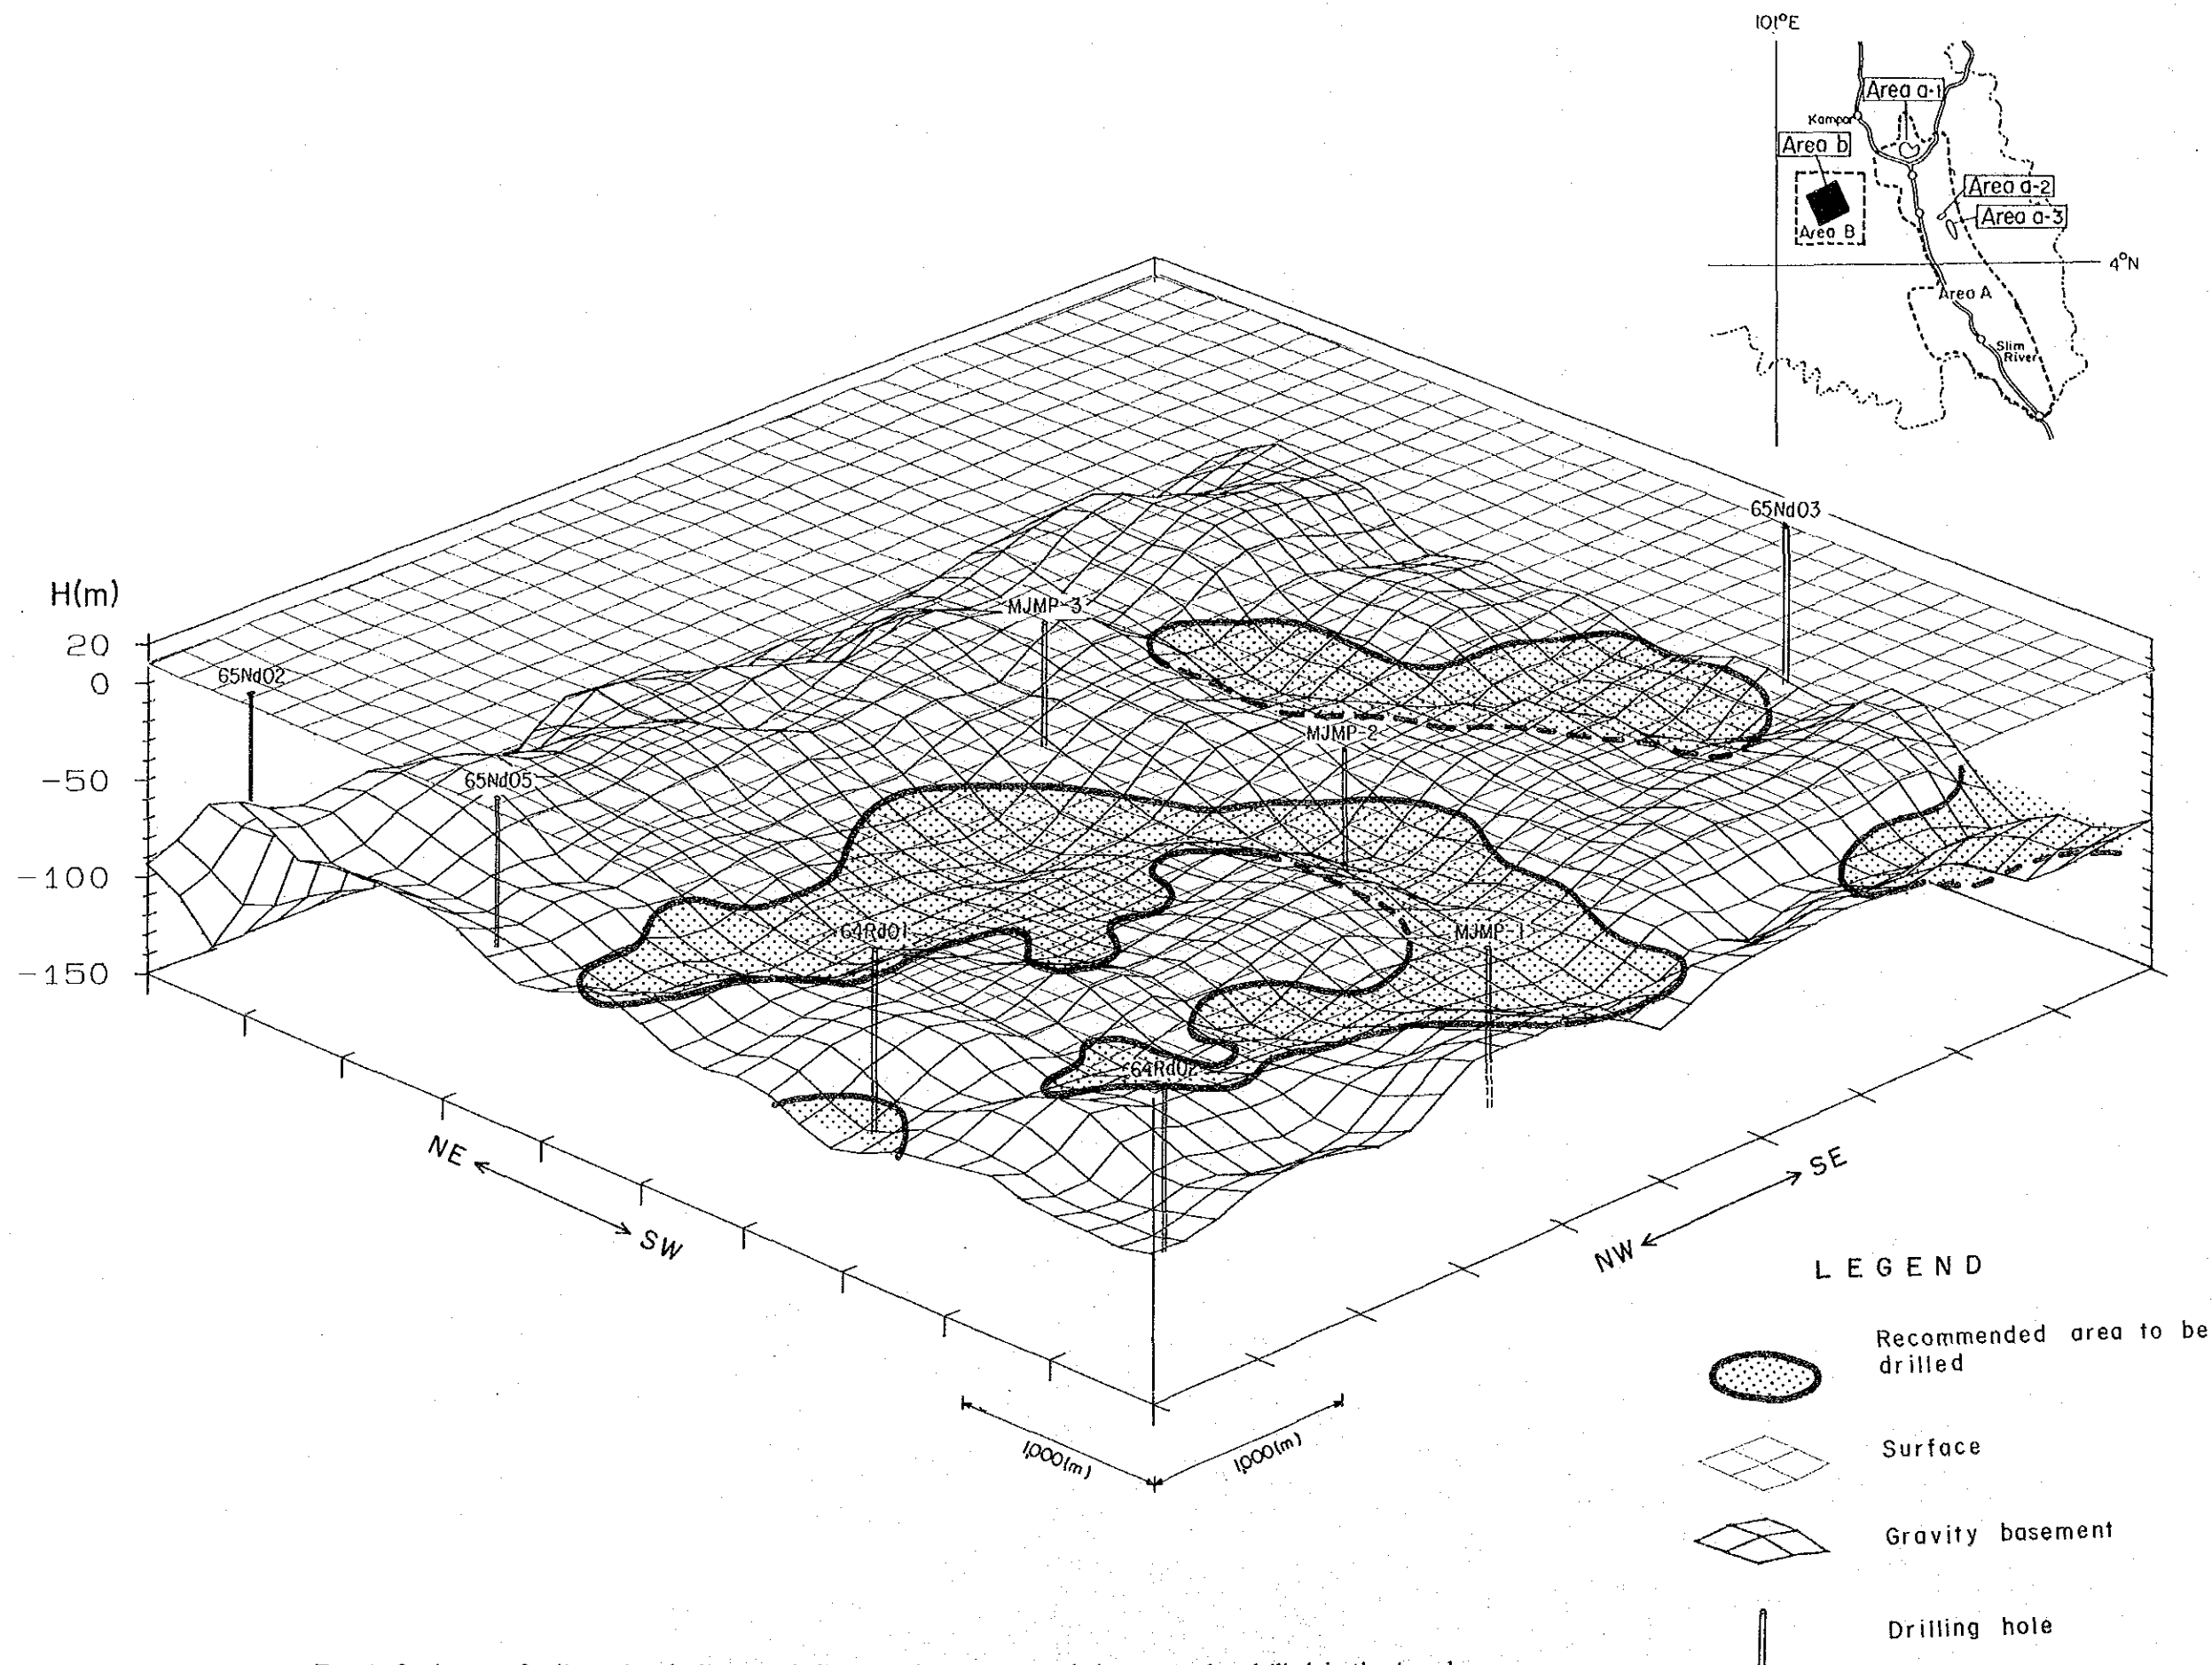 101°E
Area a-1
Kampar
Area b
Area a-2
Area a-3
Area B
4°N
Area A
Slim
River
65Nd03
H(m)
20
0
-50
-100
-150
MJMP-3
65Nd02
MJMP-2
65Nd05
64Rd01
MJMP-1
64Rd02
NE
SW
SE
NW
1,000(m)
1,000(m)
LEGEND
Recommended area to be
drilled
Surface
Gravity basement
Drilling hole